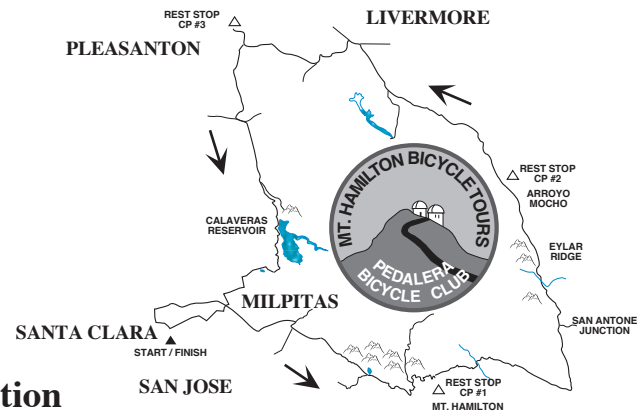 REST STOP
CP #3
LIVERMORE
PLEASANTON
MT. HAMILTON BICYCLE TOURS
PEDALERA
BICYCLE CLUB
REST STOP
CP #2
ARROYO
MOCHO
CALAVERAS
RESERVOIR
EYLAR
RIDGE
MILPITAS
SAN ANTONE
JUNCTION
SANTA CLARA
START / FINISH
SAN JOSE
REST STOP
CP #1
MT. HAMILTON
tion